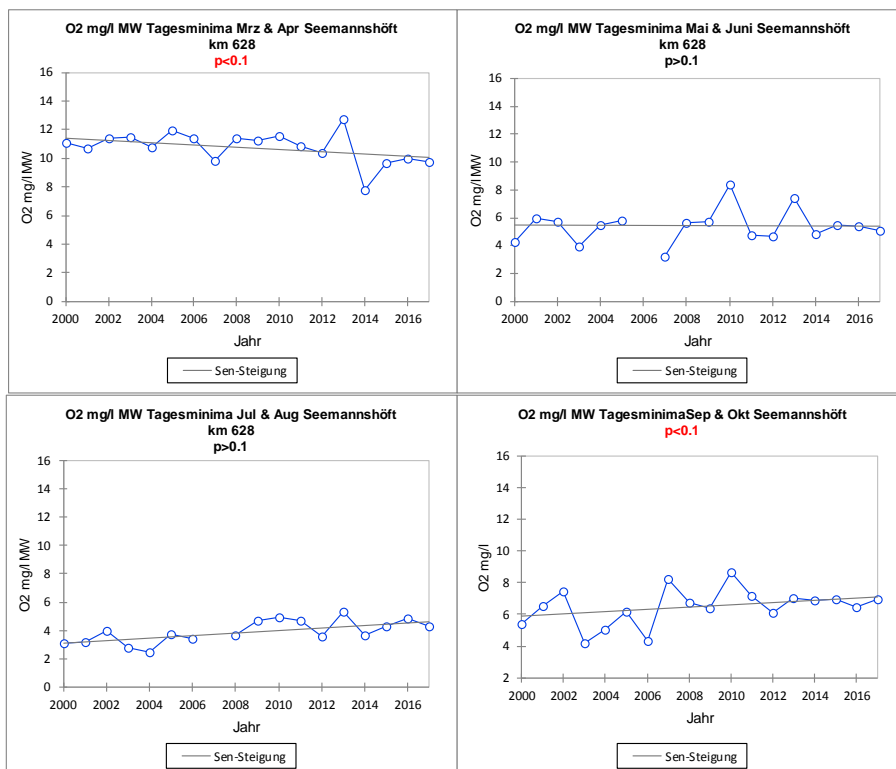 O2 mg/l MW Tagesminima Mrz & Apr Seemannshöft
km 628
p<0.1
16
14
12
10
8
6
4
2
0
O2 mg/l MW
2000 2002 2004 2006 2008 2010 2012 2014 2016
Jahr
Sen-Steigung
O2 mg/l MW Tagesminima Mai & Juni Seemannshöft
km 628
p>0.1
16
14
12
10
8
6
4
2
0
O2 mg/l MW
2000 2002 2004 2006 2008 2010 2012 2014 2016
Jahr
Sen-Steigung
O2 mg/l MW Tagesminima Jul & Aug Seemannshöft
km 628
p>0.1
16
14
12
10
8
6
4
2
0
O2 mg/l MW
2000 2002 2004 2006 2008 2010 2012 2014 2016
Jahr
Sen-Steigung
O2 mg/l MW TagesminimaSep & Okt Seemannshöft
p<0.1
16
14
12
10
8
6
4
2
O2 mg/l
2000 2002 2004 2006 2008 2010 2012 2014 2016
Jahr
Sen-Steigung